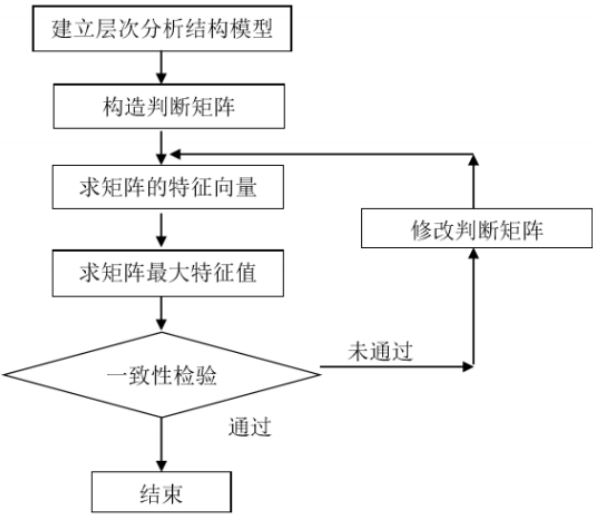 建立层次分析结构模型
构造判断矩阵
求矩阵的特征向量
修改判断矩阵
求矩阵最大特征值
未通过
一致性检验
通过
结束